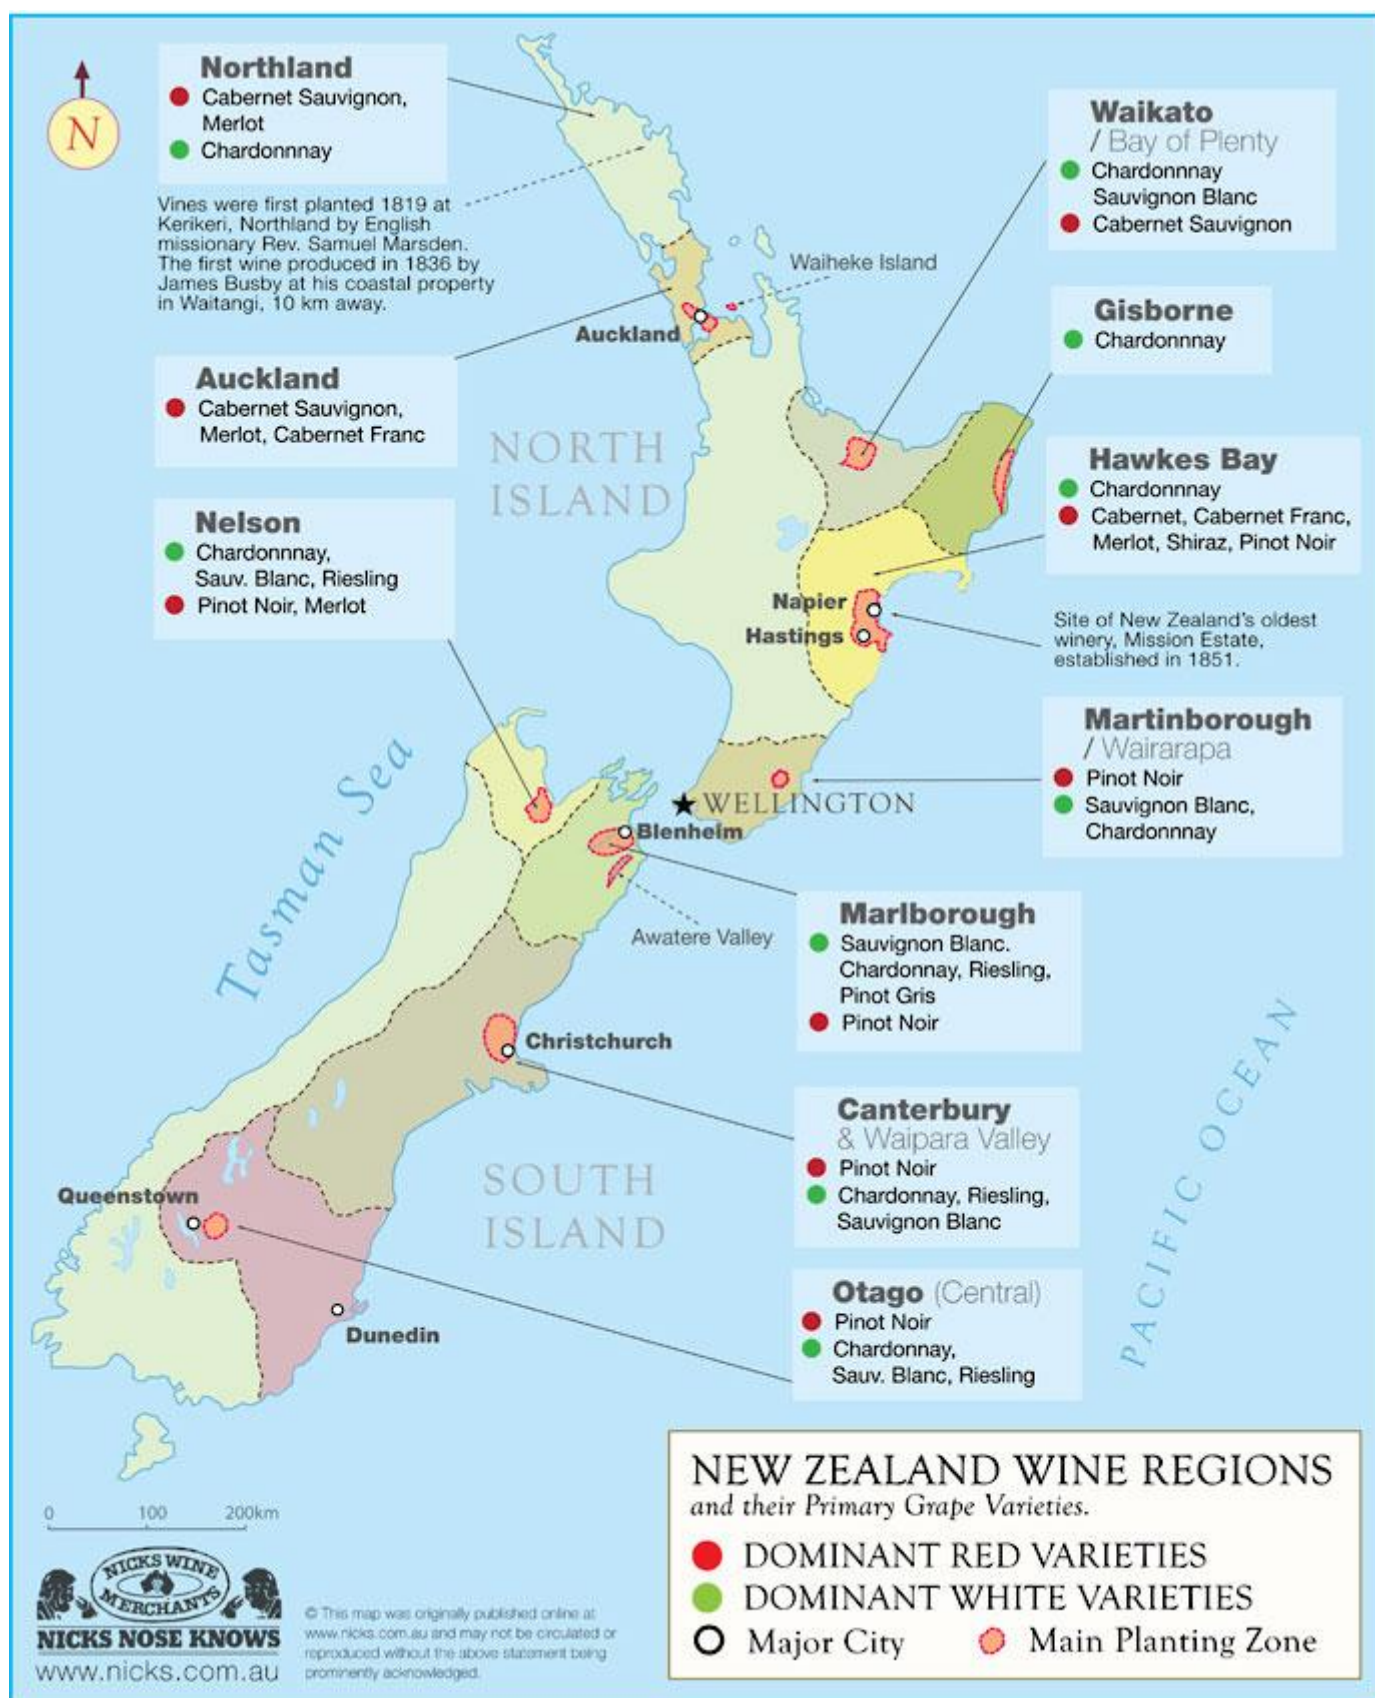 Northland
Cabernet Sauvignon,
Merlot
Chardonnnay
Vines were first planted 1819 at
Kerikeri, Northland by English
missionary Rev. Samuel Marsden.
The first wine produced in 1836 by
James Busby at his coastal property
in Waitangi, 10 km away.
N
Waikato
/ Bay of Plenty
Chardonnnay
Sauvignon Blanc
Cabernet Sauvignon
Waiheke Island
Auckland
Gisborne
Chardonnnay
Auckland
Cabernet Sauvignon,
Merlot, Cabernet Franc
NORTH
ISLAND
Hawkes Bay
Chardonnnay
Cabernet, Cabernet Franc,
Merlot, Shiraz, Pinot Noir
Nelson
Chardonnnay,
Sauv. Blanc, Riesling
Pinot Noir, Merlot
Napier
Hastings
Site of New Zealand's oldest
winery, Mission Estate,
established in 1851.
Martinborough
/ Wairarapa
Pinot Noir
Sauvignon Blanc,
Chardonnnay
Tasman Sea
WELLINGTON
Blenheim
Awatere Valley
Marlborough
Sauvignon Blanc.
Chardonnay, Riesling,
Pinot Gris
Pinot Noir
Christchurch
PACIFIC OCEAN
Canterbury
& Waipara Valley
Pinot Noir
Chardonnay, Riesling,
Sauvignon Blanc
SOUTH
ISLAND
Queenstown
Otago (Central)
Pinot Noir
Chardonnay,
Sauv. Blanc, Riesling
Dunedin
NEW ZEALAND WINE REGIONS
and their Primary Grape Varieties.
DOMINANT RED VARIETIES
DOMINANT WHITE VARIETIES
Major City
Main Planting Zone
0 100 200km
NICKS WINE
MERCHANTS
NICKS NOSE KNOWS
www.nicks.com.au
© This map was originally published online at
www.nicks.com.au and may not be circulated or
reproduced without the above statement being
prominently acknowledged.